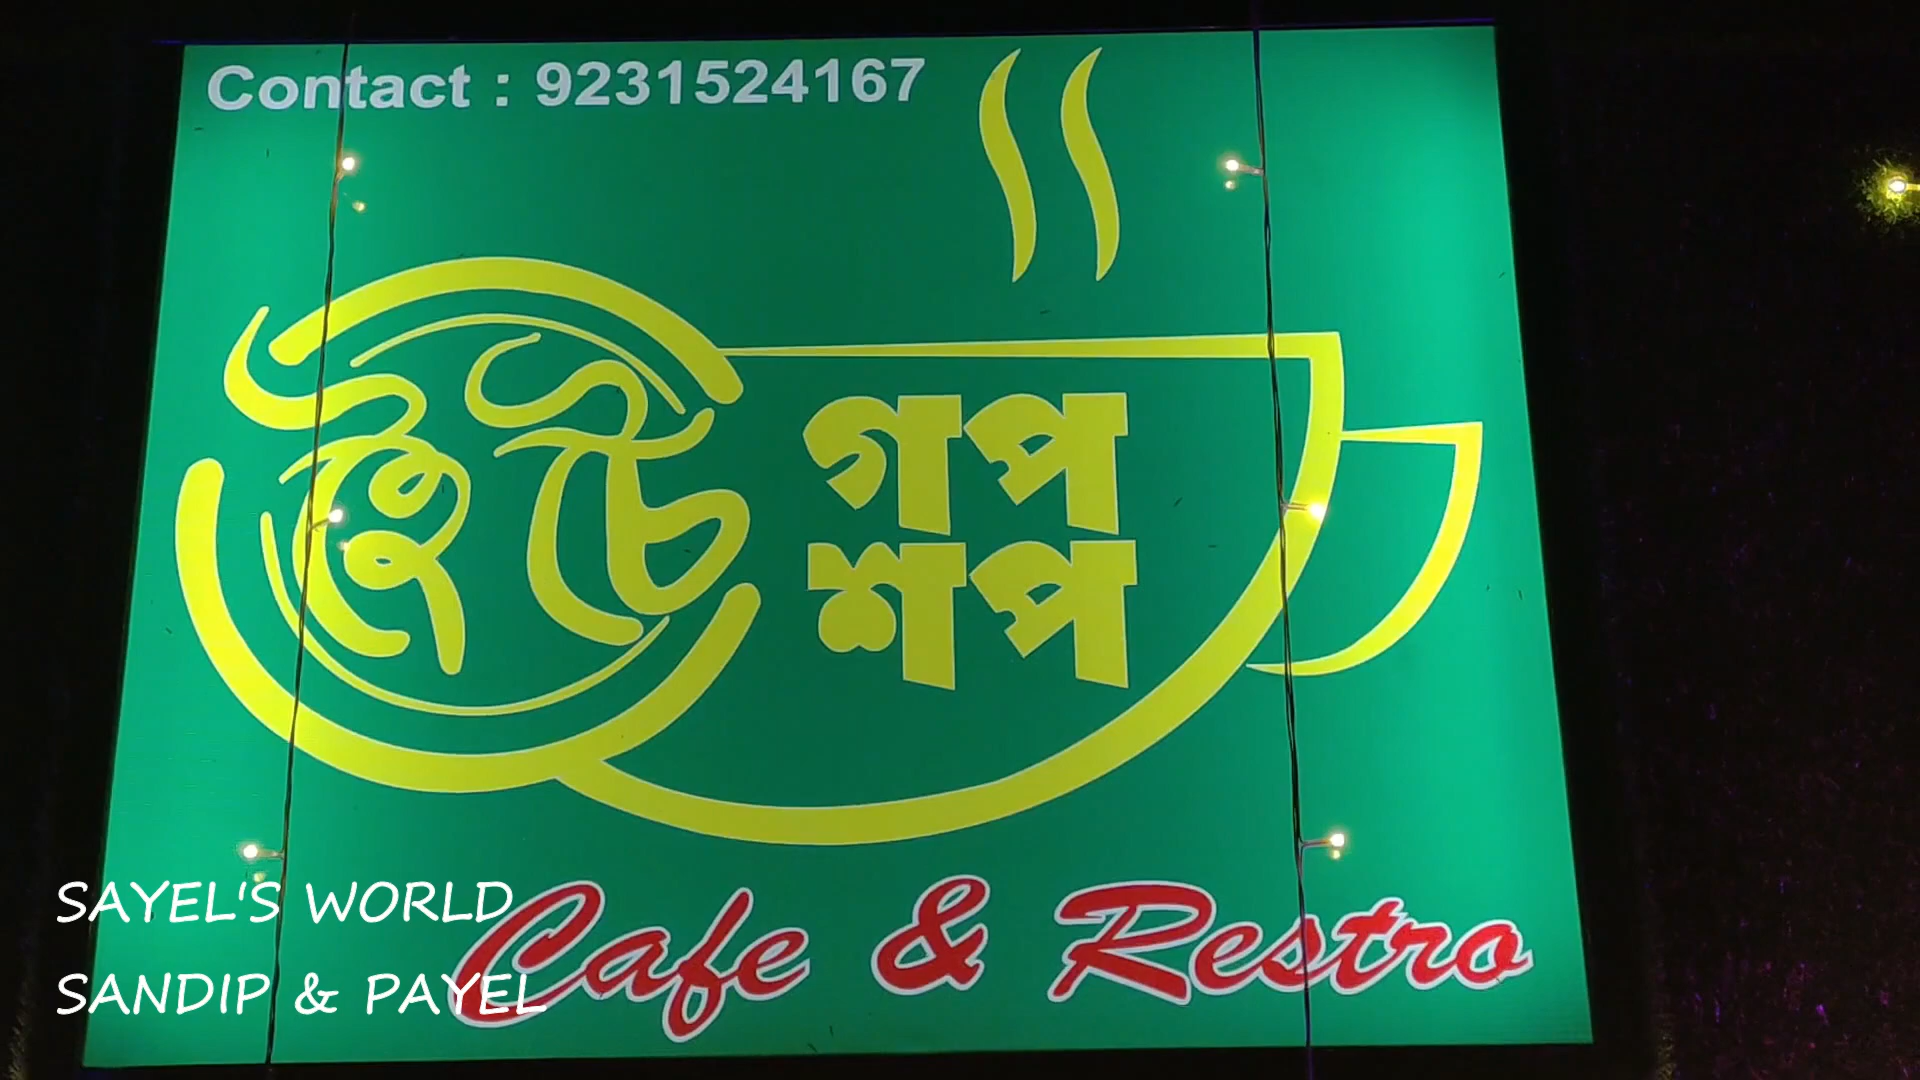 Contact : 9231524167
হৈ চৈ
গপ
শপ
Cafe & Restro
SAYEL'S WORLD
SANDIP & PAYEL